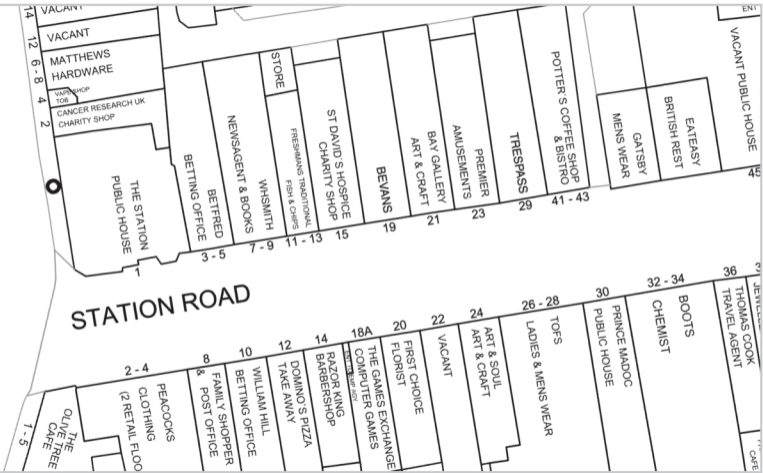 14
VACANT
12
VACANT
6 - 8
MATTHEWS
HARDWARE
4
VAPE SHOP
TOB
2
CANCER RESEARCH UK
CHARITY SHOP
THE STATION
PUBLIC HOUSE
1
BETFRED
BETTING OFFICE
3 - 5
WHSMITH
NEWSAGENT & BOOKS
7 - 9
STORE
FRESHMANS TRADITIONAL
FISH & CHIPS
11 - 13
ST DAVID'S HOSPICE
CHARITY SHOP
15
BEVANS
19
BAY GALLERY
ART & CRAFT
21
PREMIER
AMUSEMENTS
23
TRESPASS
29
POTTER'S COFFEE SHOP
& BISTRO
41 - 43
GATSBY
MENS WEAR
EATEASY
BRITISH REST
VACANT PUBLIC HOUSE
45
ENT
STATION ROAD
1 - 5
THE
OLIVE TREE
CAFE
2 - 4
PEACOCKS
CLOTHING
(2 RETAIL FLOO
8
FAMILY SHOPPER
& POST OFFICE
10
WILLIAM HILL
BETTING OFFICE
12
DOMINO'S PIZZA
TAKE AWAY
14
RAZOR KING
BARBERSHOP
18A
THE GAMES EXCHANGE
COMPUTER GAMES
20
FIRST CHOICE
FLORIST
22
VACANT
24
ART & SOUL
ART & CRAFT
26 - 28
TOFS
LADIES & MENS WEAR
30
PRINCE MADOC
PUBLIC HOUSE
32 - 34
BOOTS
CHEMIST
36
THOMAS COOK
TRAVEL AGENT
JEWELL
CAFE